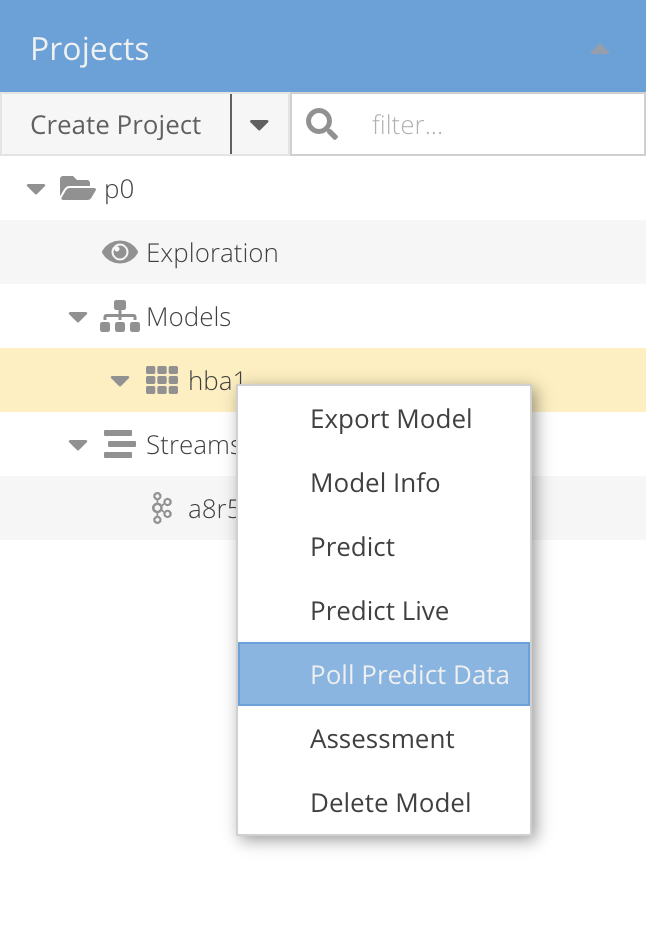 Projects
Create Project filter...
p0
Exploration
Models
hba1
Export Model
Streams
Model Info
a8r5
Predict
Predict Live
Poll Predict Data
Assessment
Delete Model